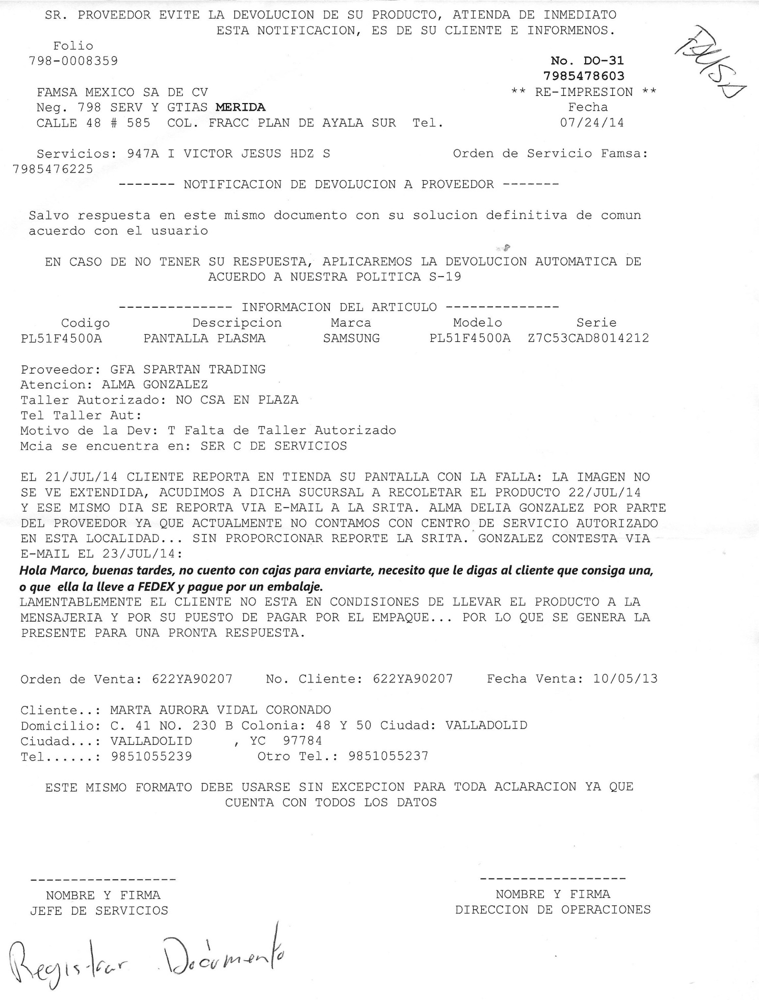 SR. PROVEEDOR EVITE LA DEVOLUCION DE SU PRODUCTO, ATIENDA DE INMEDIATO
ESTA NOTIFICACION, ES DE SU CLIENTE E INFORMENOS.
Folio
798-0008359
No. DO-31
7985478603
FAMSA MEXICO SA DE CV ** RE-IMPRESION **
Neg. 798 SERV Y GTIAS MERIDA Fecha
CALLE 48 # 585 COL. FRACC PLAN DE AYALA SUR Tel. 07/24/14
Servicios: 947A I VICTOR JESUS HDZ S Orden de Servicio Famsa:
7985476225
------- NOTIFICACION DE DEVOLUCION A PROVEEDOR -------
Salvo respuesta en este mismo documento con su solucion definitiva de comun
acuerdo con el usuario
EN CASO DE NO TENER SU RESPUESTA, APLICAREMOS LA DEVOLUCION AUTOMATICA DE
ACUERDO A NUESTRA POLITICA S-19
-------------- INFORMACION DEL ARTICULO --------------
Codigo Descripcion Marca Modelo Serie
PL51F4500A PANTALLA PLASMA SAMSUNG PL51F4500A Z7C53CAD8014212
Proveedor: GFA SPARTAN TRADING
Atencion: ALMA GONZALEZ
Taller Autorizado: NO CSA EN PLAZA
Tel Taller Aut:
Motivo de la Dev: T Falta de Taller Autorizado
Mcia se encuentra en: SER C DE SERVICIOS
EL 21/JUL/14 CLIENTE REPORTA EN TIENDA SU PANTALLA CON LA FALLA: LA IMAGEN NO
SE VE EXTENDIDA, ACUDIMOS A DICHA SUCURSAL A RECOLETAR EL PRODUCTO 22/JUL/14
Y ESE MISMO DIA SE REPORTA VIA E-MAIL A LA SRITA. ALMA DELIA GONZALEZ POR PARTE
DEL PROVEEDOR YA QUE ACTUALMENTE NO CONTAMOS CON CENTRO DE SERVICIO AUTORIZADO
EN ESTA LOCALIDAD... SIN PROPORCIONAR REPORTE LA SRITA. GONZALEZ CONTESTA VIA
E-MAIL EL 23/JUL/14:
Hola Marco, buenas tardes, no cuento con cajas para enviarte, necesito que le digas al cliente que consiga una,
o que ella la lleve a FEDEX y pague por un embalaje.
LAMENTABLEMENTE EL CLIENTE NO ESTA EN CONDISIONES DE LLEVAR EL PRODUCTO A LA
MENSAJERIA Y POR SU PUESTO DE PAGAR POR EL EMPAQUE... POR LO QUE SE GENERA LA
PRESENTE PARA UNA PRONTA RESPUESTA.
Orden de Venta: 622YA90207 No. Cliente: 622YA90207 Fecha Venta: 10/05/13
Cliente..: MARTA AURORA VIDAL CORONADO
Domicilio: C. 41 NO. 230 B Colonia: 48 Y 50 Ciudad: VALLADOLID
Ciudad...: VALLADOLID , YC 97784
Tel......: 9851055239 Otro Tel.: 9851055237
ESTE MISMO FORMATO DEBE USARSE SIN EXCEPCION PARA TODA ACLARACION YA QUE
CUENTA CON TODOS LOS DATOS
------------------ ------------------
NOMBRE Y FIRMA NOMBRE Y FIRMA
JEFE DE SERVICIOS DIRECCION DE OPERACIONES
Registrar Documento